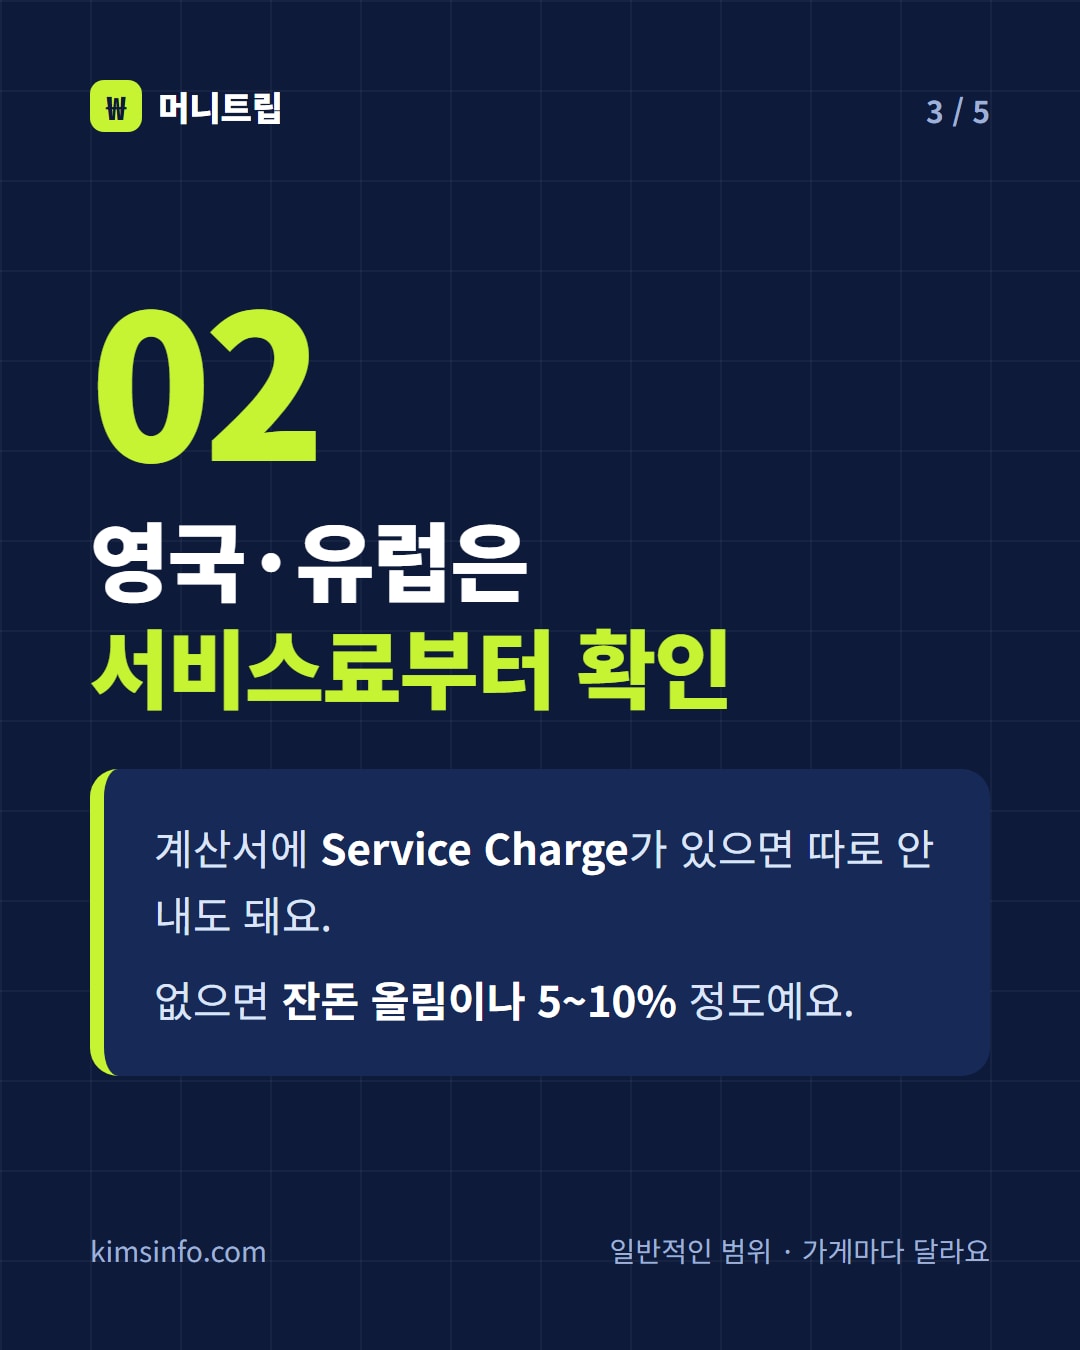 ₩ 머니트립
3 / 5
02
영국·유럽은
서비스료부터 확인
계산서에 Service Charge가 있으면 따로 안
내도 돼요.
없으면 잔돈 올림이나 5~10% 정도예요.
kimsinfo.com
일반적인 범위 · 가게마다 달라요